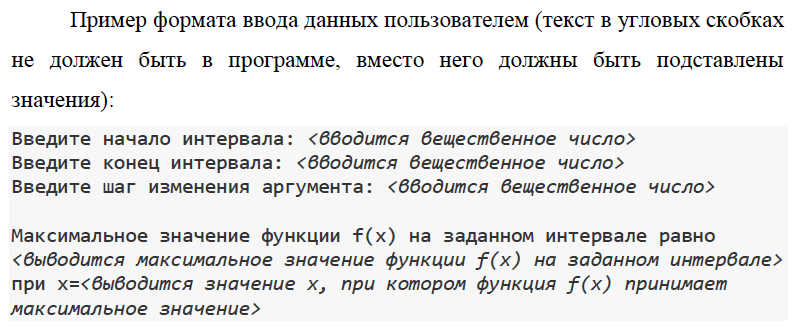 Пример формата ввода данных пользователем (текст в угловых скобках
не должен быть в программе, вместо него должны быть подставлены
значения):
Введите начало интервала: <вводится вещественное число>
Введите конец интервала: <вводится вещественное число>
Введите шаг изменения аргумента: <вводится вещественное число>
Максимальное значение функции f(x) на заданном интервале равно
<выводится максимальное значение функции f(x) на заданном интервале>
при x=<выводится значение x, при котором функция f(x) принимает
максимальное значение>